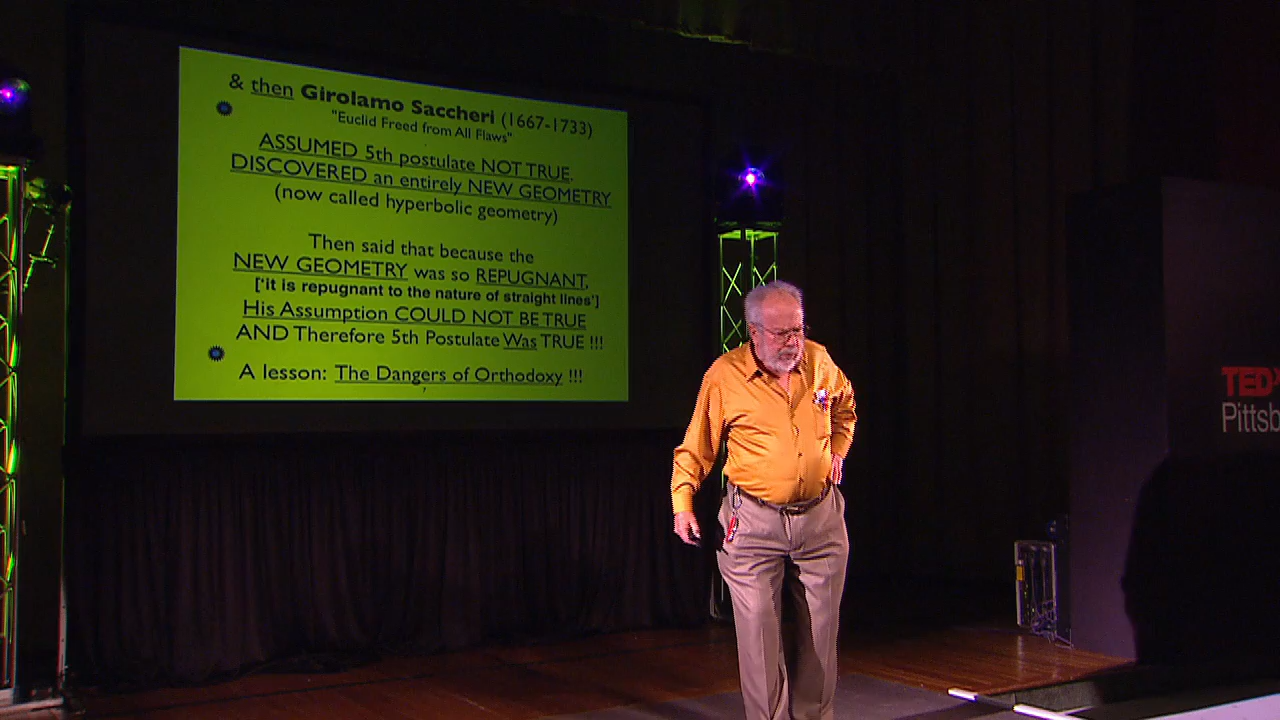 & then Girolamo Saccheri (1667-1733)
"Euclid Freed from All Flaws"
ASSUMED 5th postulate NOT TRUE.
DISCOVERED an entirely NEW GEOMETRY
(now called hyperbolic geometry)
Then said that because the
NEW GEOMETRY was so REPUGNANT,
['it is repugnant to the nature of straight lines']
His Assumption COULD NOT BE TRUE
AND Therefore 5th Postulate Was TRUE !!!
A lesson: The Dangers of Orthodoxy !!!
TEDx
Pittsb